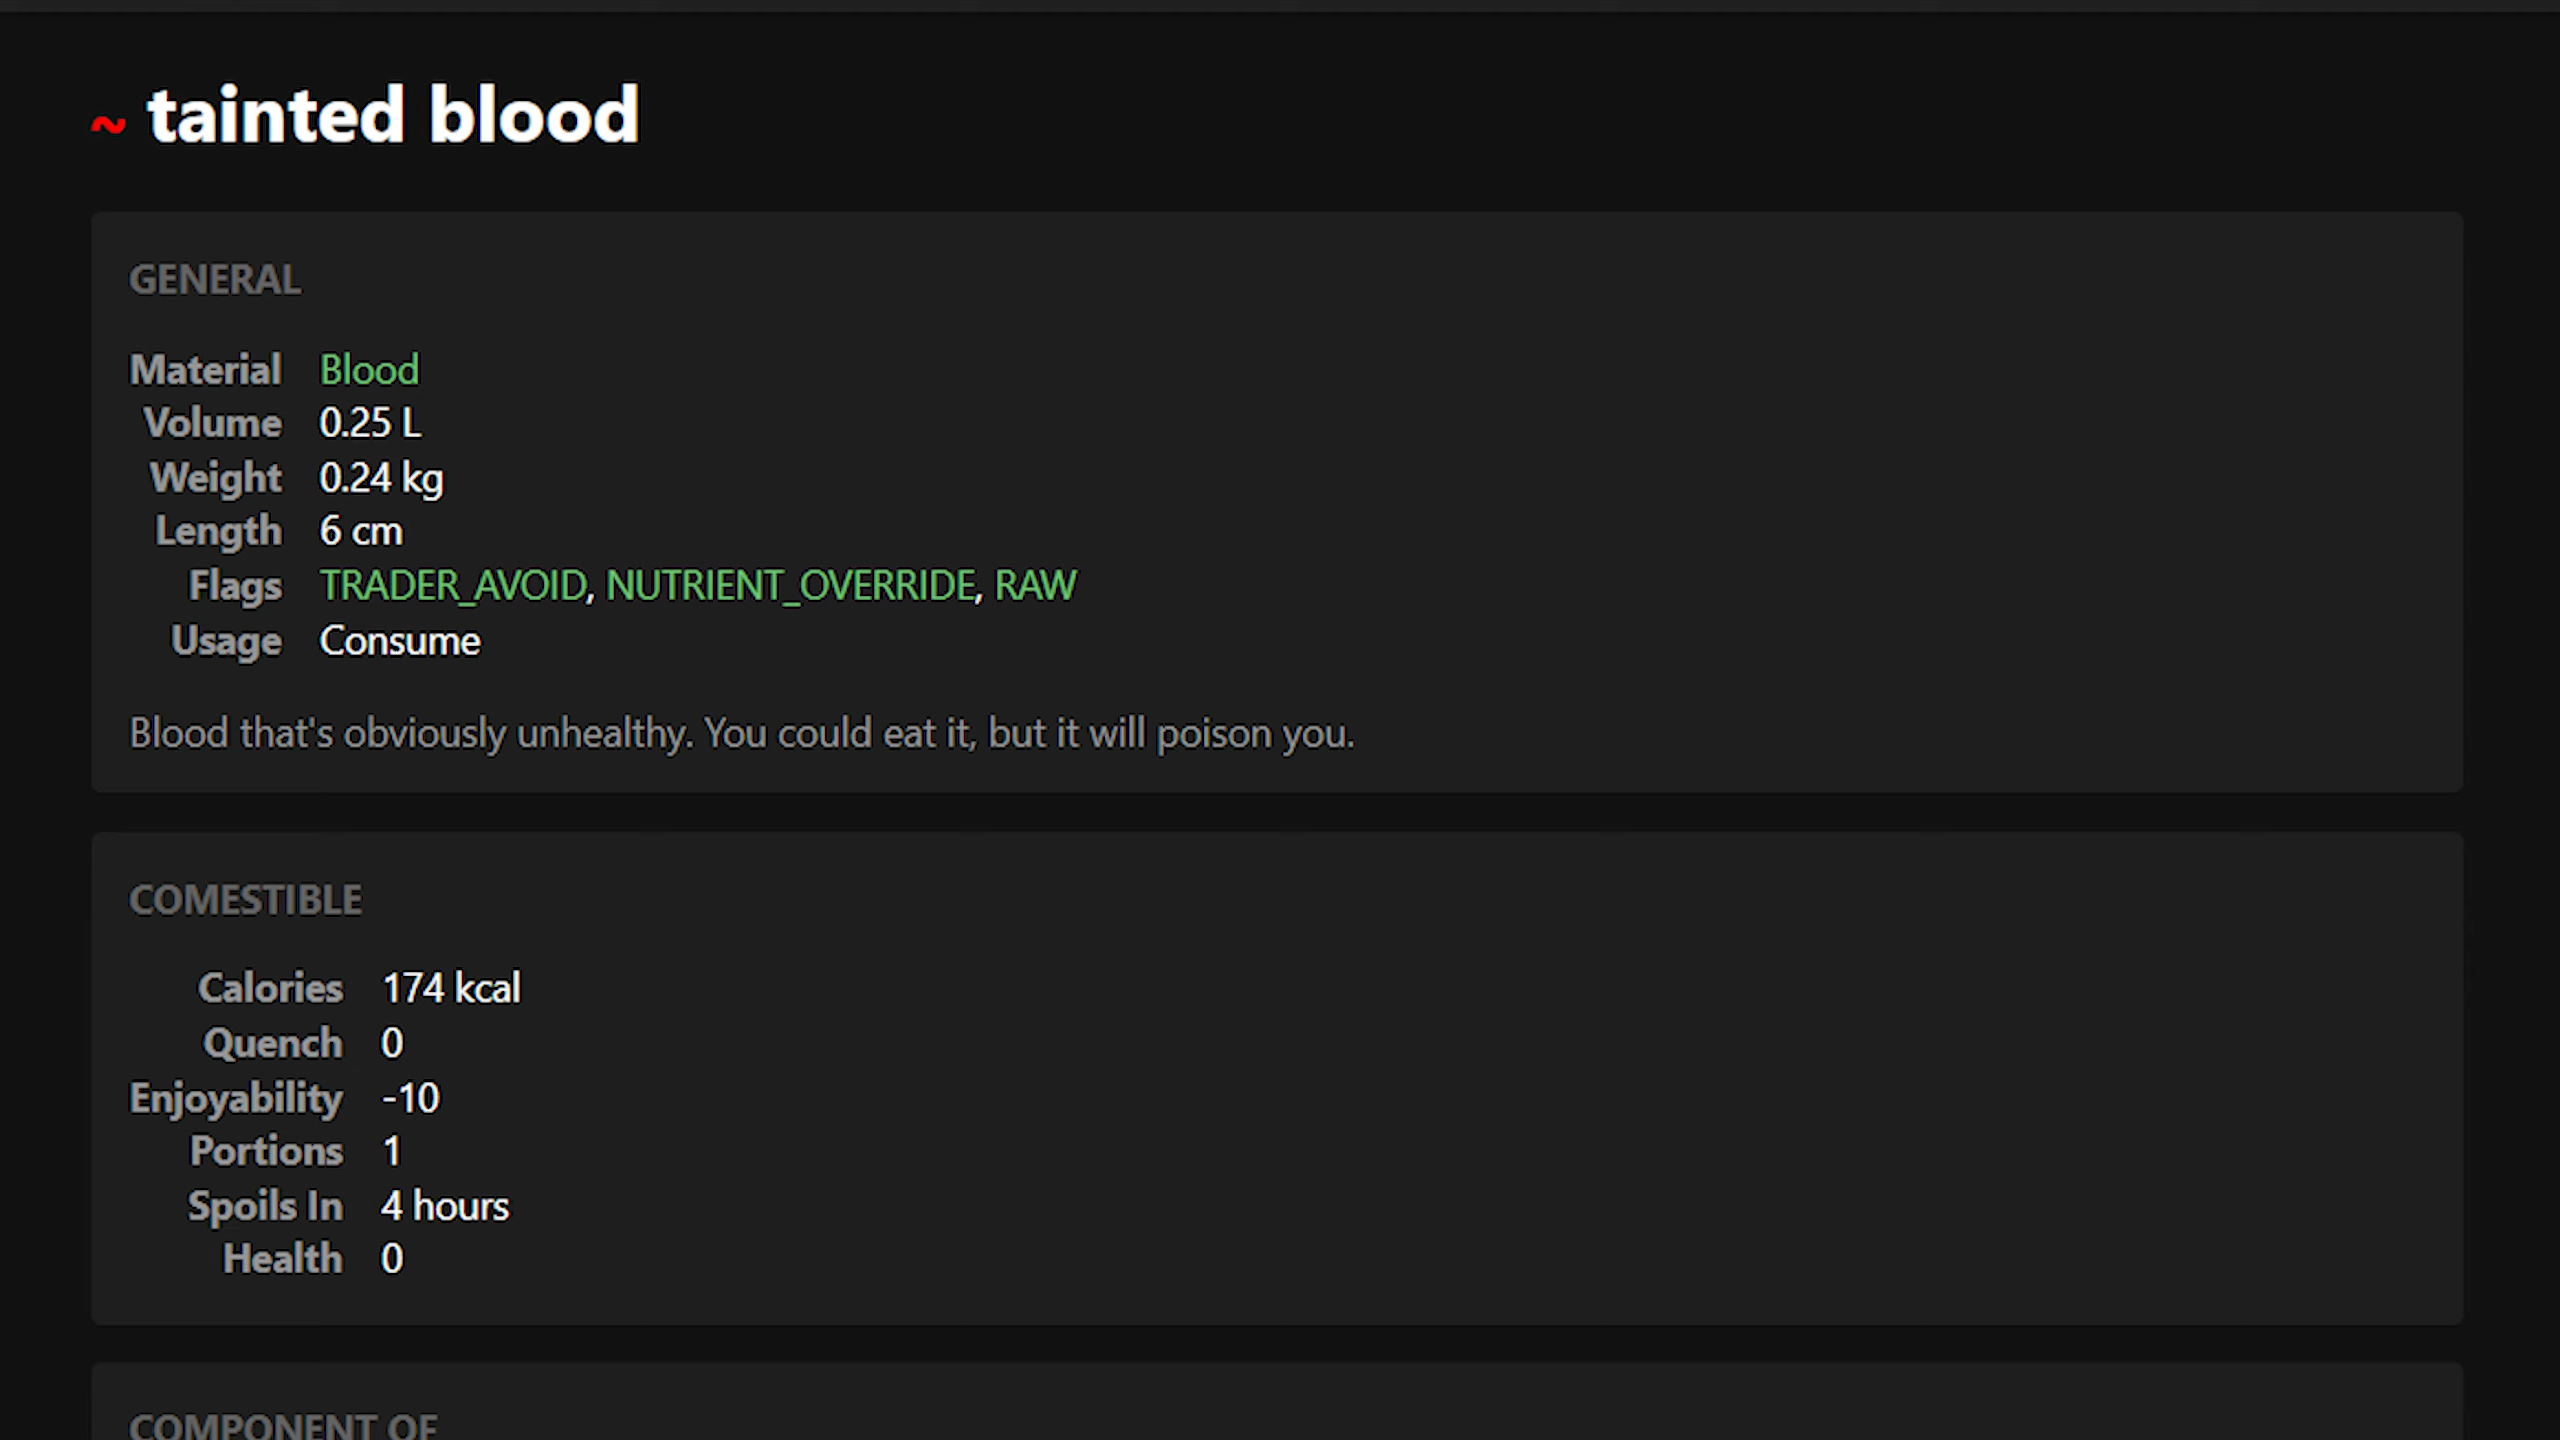 ~ tainted blood
GENERAL
Material Blood
Volume 0.25 L
Weight 0.24 kg
Length 6 cm
Flags TRADER_AVOID, NUTRIENT_OVERRIDE, RAW
Usage Consume
Blood that's obviously unhealthy. You could eat it, but it will poison you.
COMESTIBLE
Calories 174 kcal
Quench 0
Enjoyability -10
Portions 1
Spoils In 4 hours
Health 0
COMPONENT OF